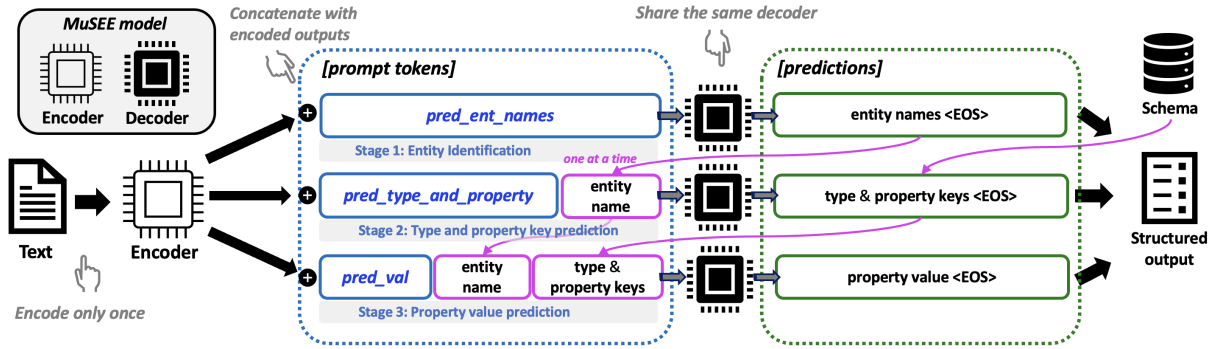 MuSEE model
Encoder
Decoder
Concatenate with
encoded outputs
Share the same decoder
[prompt tokens]
[predictions]
Schema
pred_ent_names
entity names <EOS>
Stage 1: Entity Identification
one at a time
pred_type_and_property
entity
name
type & property keys <EOS>
Stage 2: Type and property key prediction
Text
Encoder
Structured
output
pred_val
entity
name
type &
property keys
property value <EOS>
Stage 3: Property value prediction
Encode only once